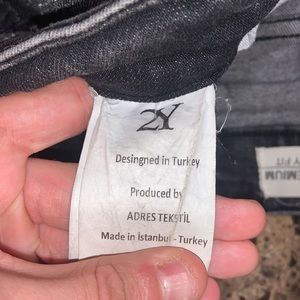 2Y
Desingned in Turkey
Produced by
ADRES TEKSTİL
Made in İstanbul - Turkey